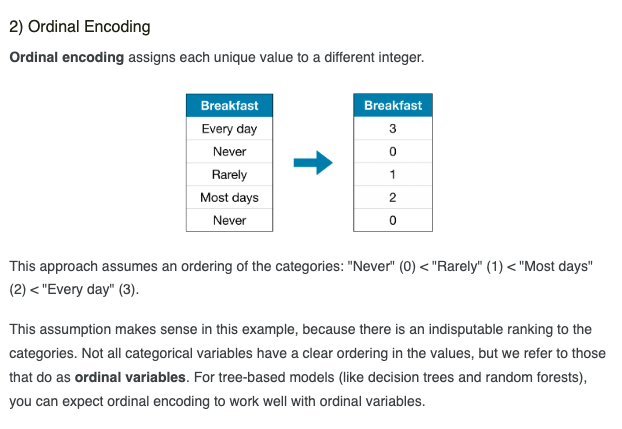 2) Ordinal Encoding
Ordinal encoding assigns each unique value to a different integer.
Breakfast
Every day
Never
Rarely
Most days
Never
Breakfast
3
0
1
2
0
This approach assumes an ordering of the categories: "Never" (0) < "Rarely" (1) < "Most days"
(2) < "Every day" (3).
This assumption makes sense in this example, because there is an indisputable ranking to the
categories. Not all categorical variables have a clear ordering in the values, but we refer to those
that do as ordinal variables. For tree-based models (like decision trees and random forests),
you can expect ordinal encoding to work well with ordinal variables.